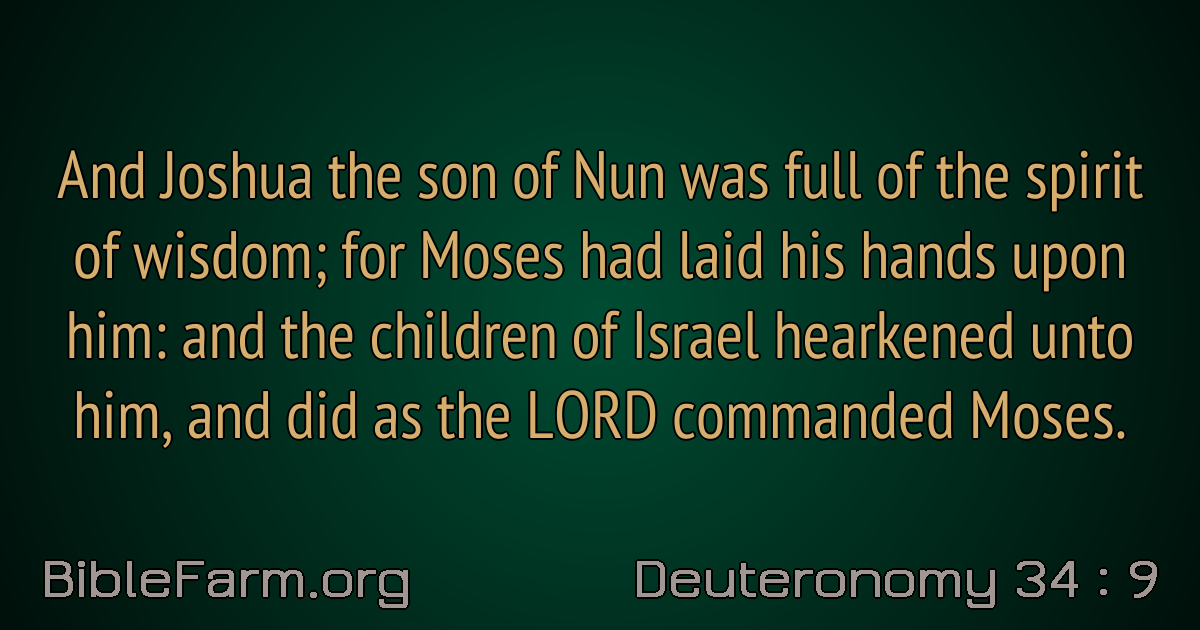 And Joshua the son of Nun was full of the spirit
of wisdom; for Moses had laid his hands upon
him: and the children of Israel hearkened unto
him, and did as the LORD commanded Moses.
BibleFarm.org
Deuteronomy 34 : 9